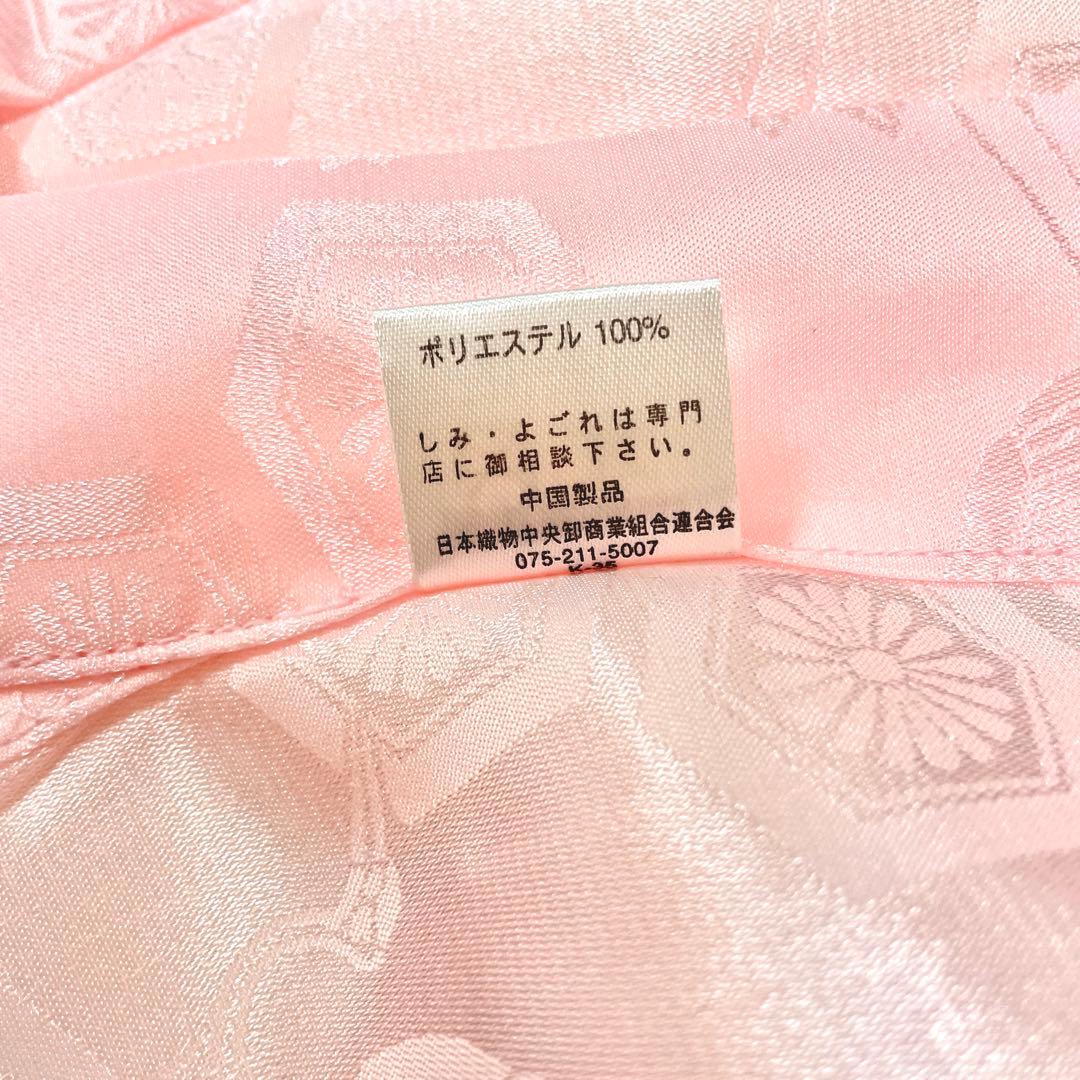 ポリエステル 100%
しみ・よごれは専門
店に御相談下さい。
中国製品
日本織物中央卸商業組合連合会
075-211-5007
K-35